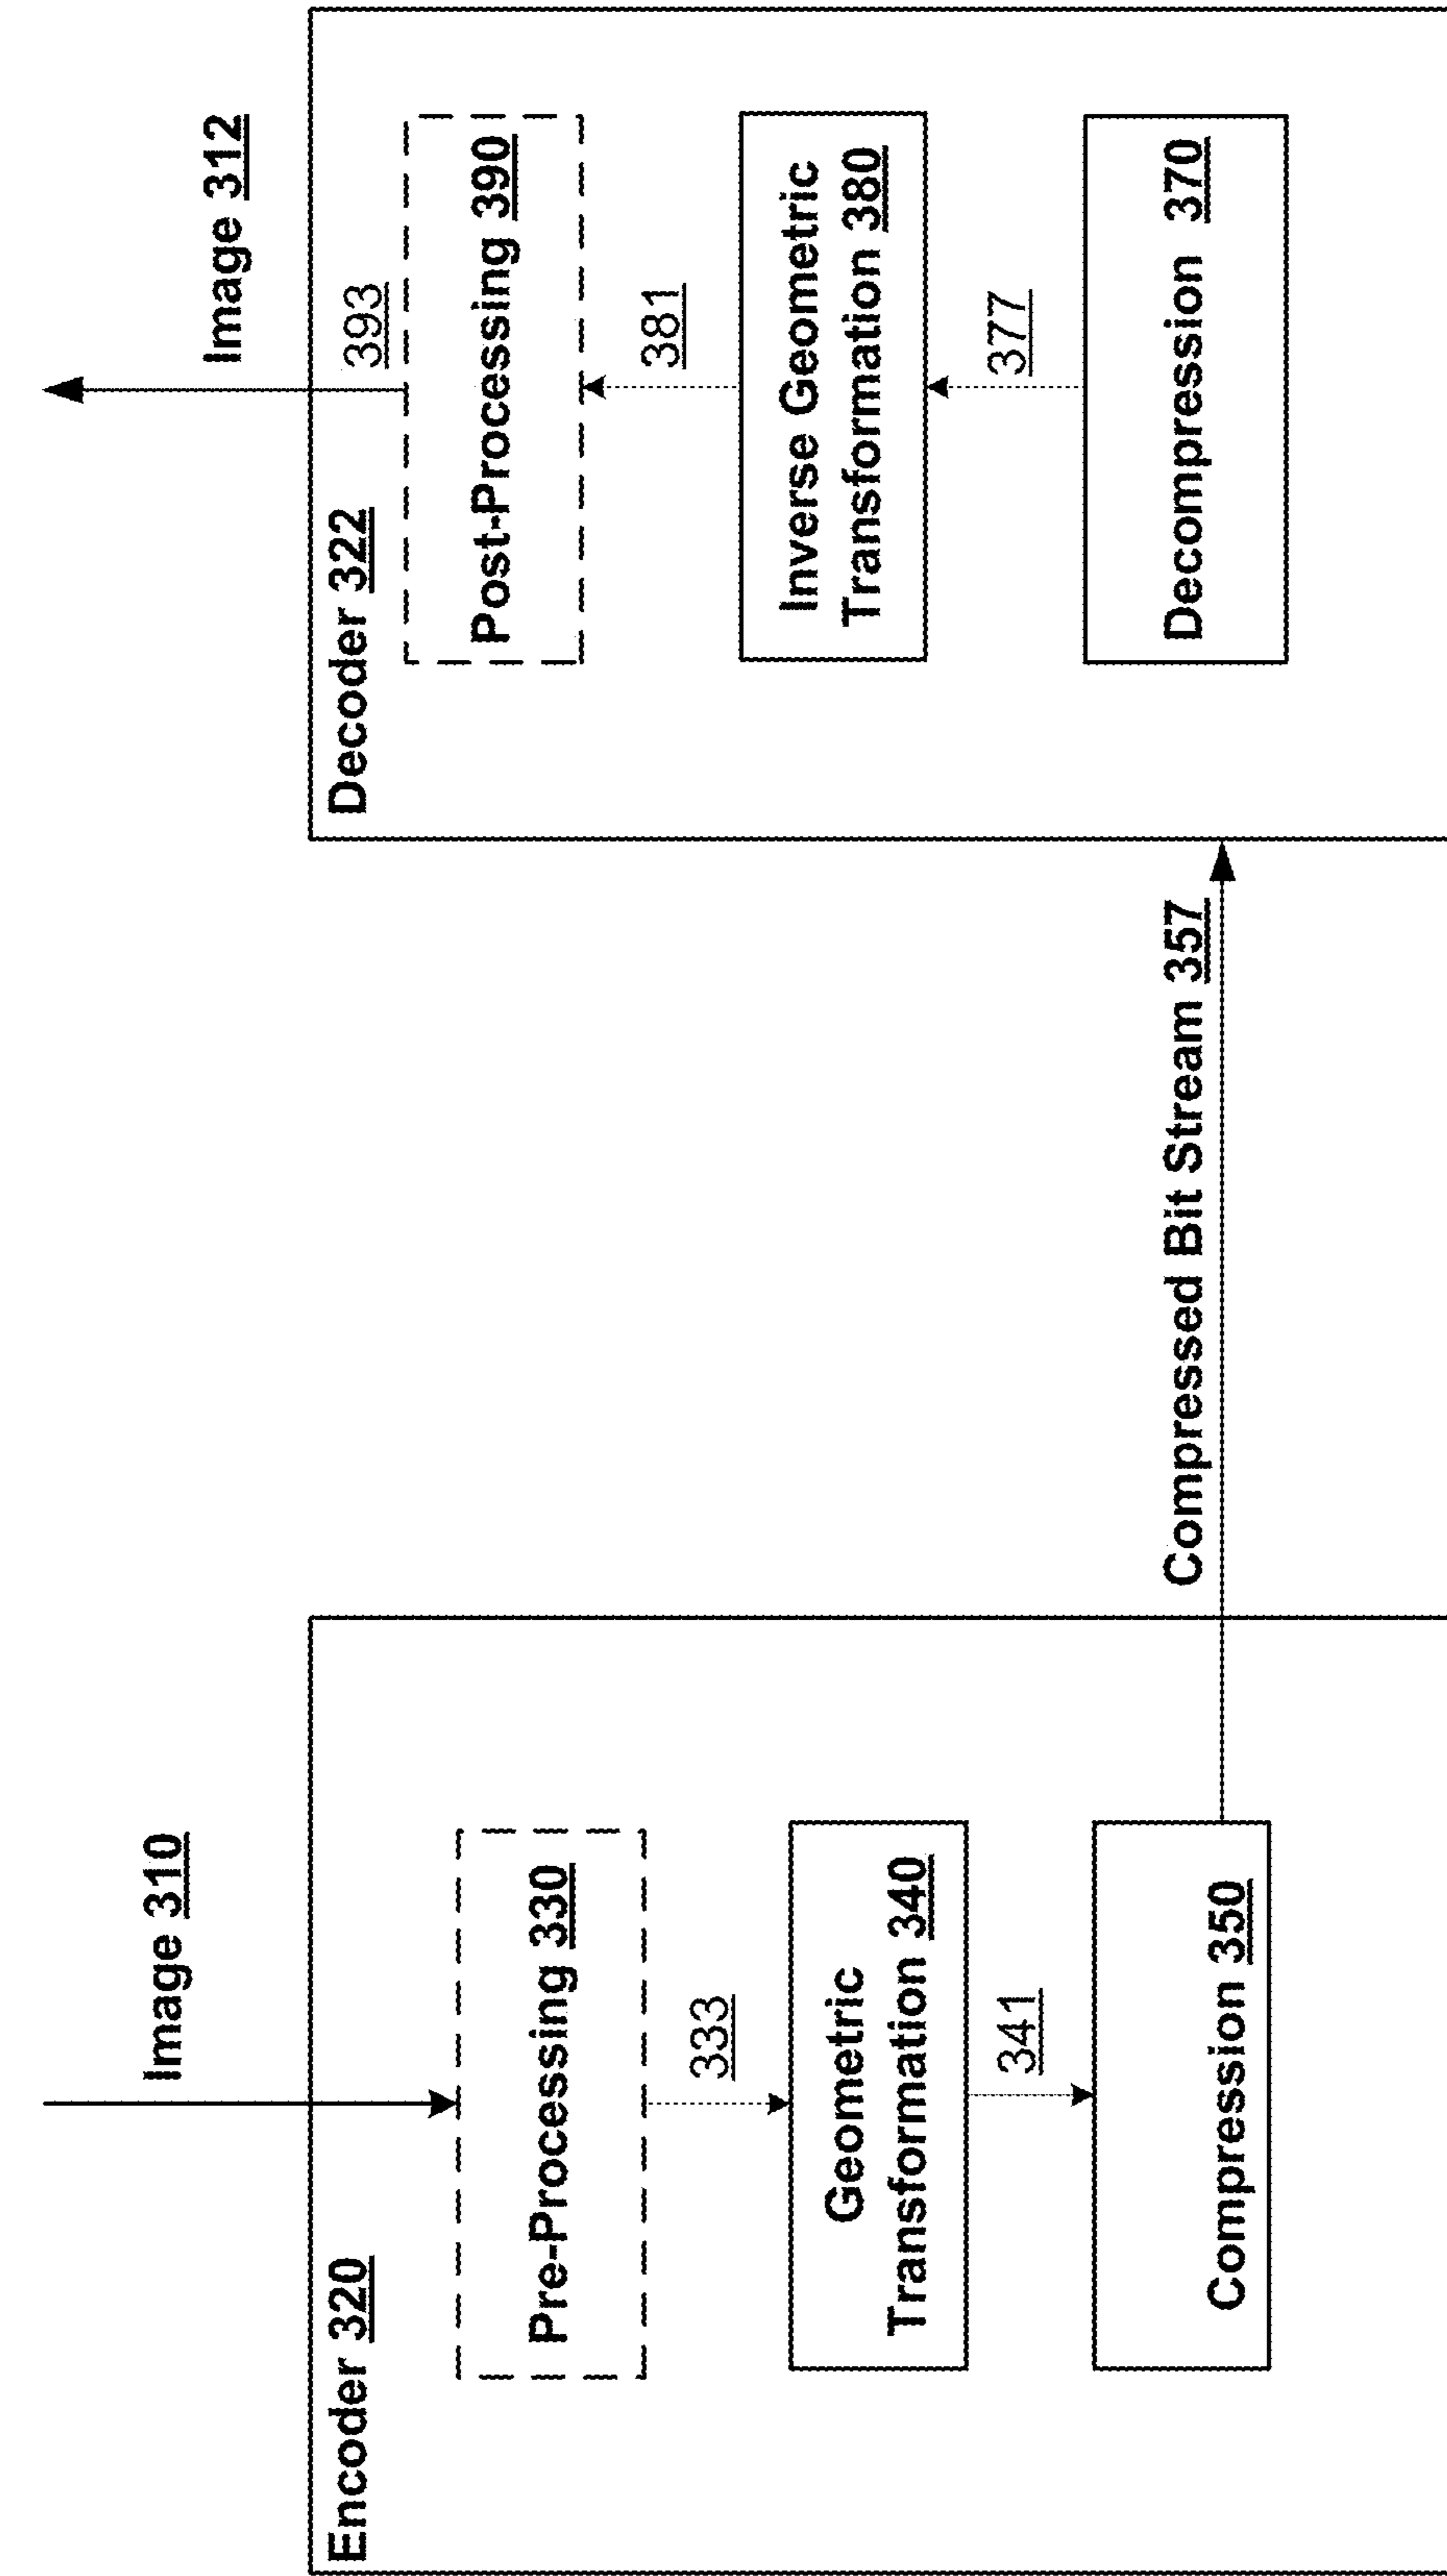 Image 310
Encoder 320
Pre-Processing 330
333
Geometric
Transformation 340
341
Compression 350
Compressed Bit Stream 357
Image 312
Decoder 322
393
Post-Processing 390
381
Inverse Geometric
Transformation 380
377
Decompression 370